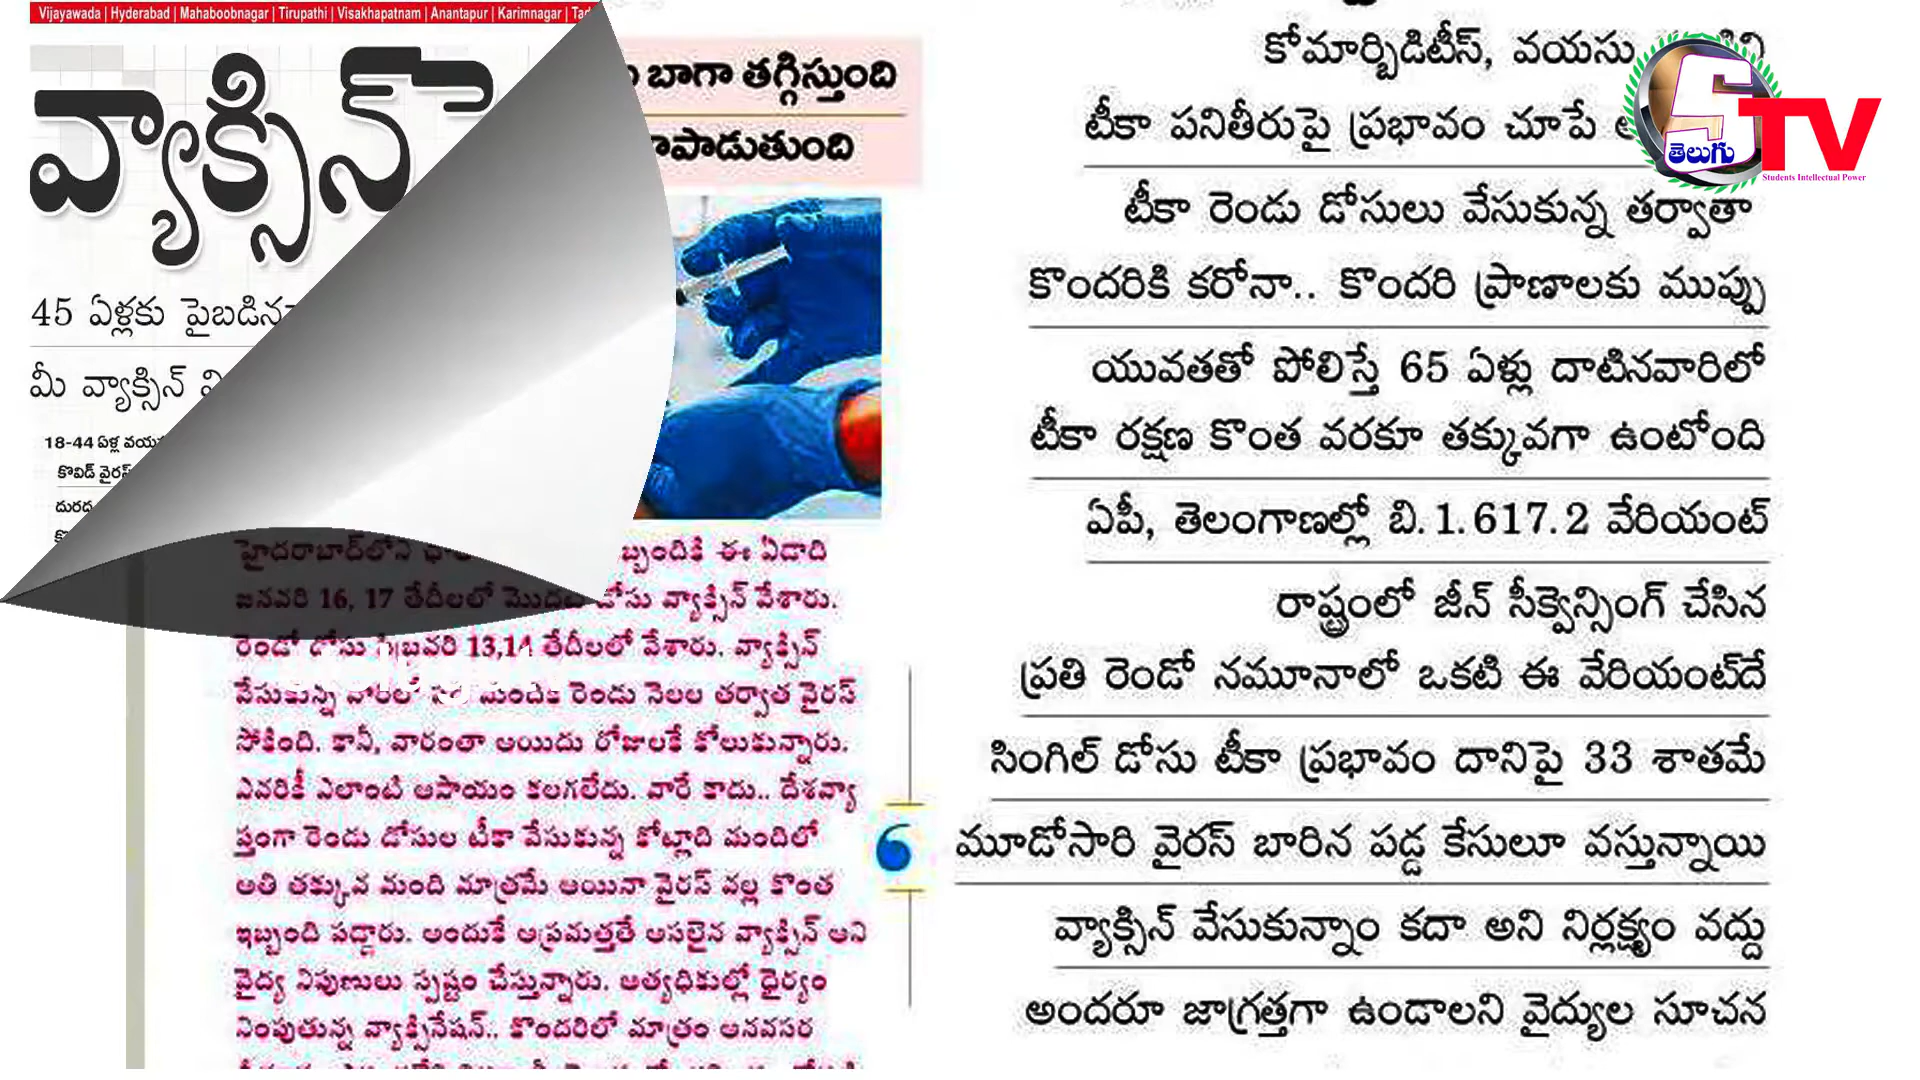 Vijayawada | Hyderabad | Mahaboobnagar | Tirupathi | Visakhapatnam | Anantapur | Karimnagar |
వ్యాక్సిన్
45 ఏళ్లకు పైబడిన
మీ వ్యాక్సిన్
18-44 ఏళ్ల
కొవిడ్ వైరస్
బాగా తగ్గిస్తుంది
హైదరాబాద్‌లోని ఈ ఏడాది
జనవరి 16, 17 తేదీలలో మొదటి డోసు వ్యాక్సిన్ వేశారు.
రెండో డోసు ఫిబ్రవరి 13,14 తేదీలలో వేశారు. వ్యాక్సిన్
వేసుకున్న వారిలో మందికి రెండు నెలల తర్వాత వైరస్
సోకింది. కానీ, వారంతా అయిదు రోజులకే కోలుకున్నారు.
ఎవరికీ ఎలాంటి అపాయం కలగలేదు. వారే కాదు.. దేశవ్యా
ప్తంగా రెండు డోసుల టీకా వేసుకున్న కోట్లాది మందిలో
అతి తక్కువ మంది మాత్రమే అయినా వైరస్ వల్ల కొంత
ఇబ్బంది పడ్డారు. అందుకే అప్రమత్తతే అసలైన వ్యాక్సిన్ అని
వైద్య నిపుణులు స్పష్టం చేస్తున్నారు. అత్యధికుల్లో ధైర్యం
నింపుతున్న వ్యాక్సినేషన్.. కొందరిలో మాత్రం అనవసర
కోమార్బిడిటీస్, వయసు
టీకా పనితీరుపై ప్రభావం చూపే
టీకా రెండు డోసులు వేసుకున్న తర్వాతా
కొందరికి కరోనా.. కొందరి ప్రాణాలకు ముప్పు
యువతతో పోలిస్తే 65 ఏళ్లు దాటినవారిలో
టీకా రక్షణ కొంత వరకూ తక్కువగా ఉంటోంది
ఏపీ, తెలంగాణల్లో బి.1.617.2 వేరియంట్
రాష్ట్రంలో జీన్ సీక్వెన్సింగ్ చేసిన
ప్రతి రెండో నమూనాలో ఒకటి ఈ వేరియంట్‌దే
సింగిల్ డోసు టీకా ప్రభావం దానిపై 33 శాతమే
మూడోసారి వైరస్ బారిన పడ్డ కేసులూ వస్తున్నాయి
వ్యాక్సిన్ వేసుకున్నాం కదా అని నిర్లక్ష్యం వద్దు
అందరూ జాగ్రత్తగా ఉండాలని వైద్యుల సూచన
S TV
తెలుగు
Students Intellectual Power